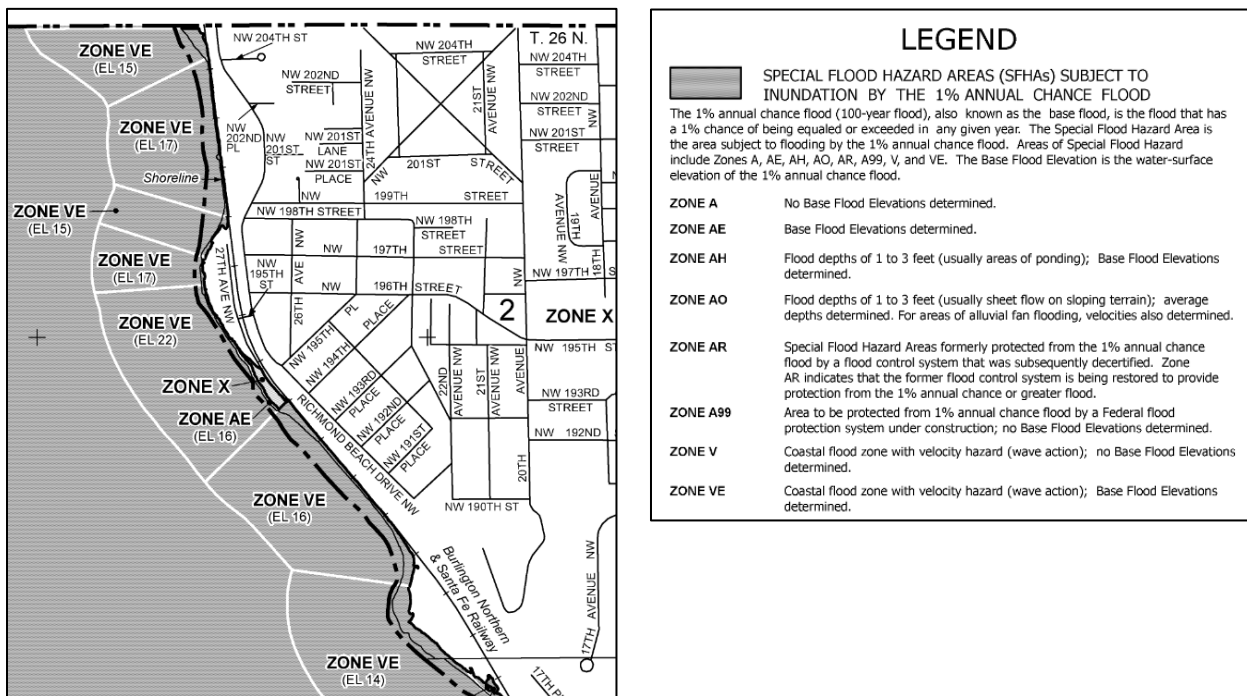 ZONE VE
(EL 15)
NW 204TH ST
T. 26 N.
NW 204TH
STREET
NW 204TH
STREET
NW 202ND
STREET
24TH AVENUE NW
21ST
AVENUE NW
NW 202ND
STREET
NW
ZONE VE
(EL 17)
NW
202ND
PL
NW
201ST
ST
NW 201ST
LANE
NW 201ST
PLACE
NW
201ST
STREET
NW 201ST
STREET
Shoreline
NW
199TH
STREET
AVENUE NW
19TH
AVENUE
18TH
ZONE VE
(EL 15)
NW 198TH STREET
NW 198TH
STREET
STREET
NW
197TH
NW 197TH
ZONE VE
(EL 17)
27TH AVE NW
NW
195TH
ST
26TH AVE NW
NW
196TH
STREET
NW
2
ZONE X
ZONE VE
(EL 22)
NW 195TH PL
NW 194TH PLACE
NW 193RD
PLACE
NW 192ND
PLACE
NW 191ST
PLACE
22ND
AVENUE NW
21ST
AVENUE NW
AVENUE
20TH
NW 195TH
NW 193RD
STREET
NW 192ND
ZONE X
ZONE AE
(EL 16)
RICHMOND BEACH DRIVE NW
ZONE VE
(EL 16)
NW 190TH ST
Burlington Northern
& Santa Fe Railway
17TH AVENUE NW
ZONE VE
(EL 14)
LEGEND
SPECIAL FLOOD HAZARD AREAS (SFHAs) SUBJECT TO
INUNDATION BY THE 1% ANNUAL CHANCE FLOOD
The 1% annual chance flood (100-year flood), also known as the base flood, is the flood that has
a 1% chance of being equaled or exceeded in any given year. The Special Flood Hazard Area is
the area subject to flooding by the 1% annual chance flood. Areas of Special Flood Hazard
include Zones A, AE, AH, AO, AR, A99, V, and VE. The Base Flood Elevation is the water-surface
elevation of the 1% annual chance flood.
ZONE A No Base Flood Elevations determined.
ZONE AE Base Flood Elevations determined.
ZONE AH Flood depths of 1 to 3 feet (usually areas of ponding); Base Flood Elevations
determined.
ZONE AO Flood depths of 1 to 3 feet (usually sheet flow on sloping terrain); average
depths determined. For areas of alluvial fan flooding, velocities also determined.
ZONE AR Special Flood Hazard Areas formerly protected from the 1% annual chance
flood by a flood control system that was subsequently decertified. Zone
AR indicates that the former flood control system is being restored to provide
protection from the 1% annual chance or greater flood.
ZONE A99 Area to be protected from 1% annual chance flood by a Federal flood
protection system under construction; no Base Flood Elevations determined.
ZONE V Coastal flood zone with velocity hazard (wave action); no Base Flood Elevations
determined.
ZONE VE Coastal flood zone with velocity hazard (wave action); Base Flood Elevations
determined.